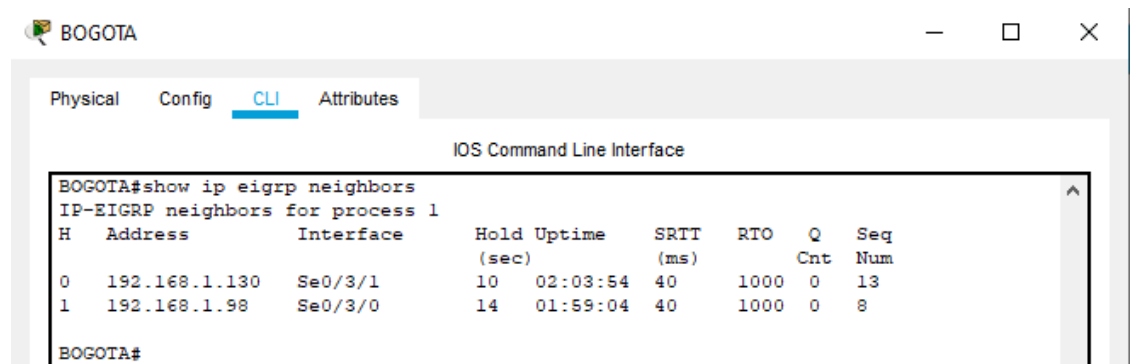 BOGOTA
Physical Config CLI Attributes
IOS Command Line Interface
BOGOTA#show ip eigrp neighbors
IP-EIGRP neighbors for process 1
H   Address         Interface      Hold Uptime    SRTT   RTO   Q   Seq
                                   (sec)          (ms)        Cnt  Num
0   192.168.1.130   Se0/3/1        10   02:03:54  40     1000  0   13
1   192.168.1.98    Se0/3/0        14   01:59:04  40     1000  0   8
BOGOTA#